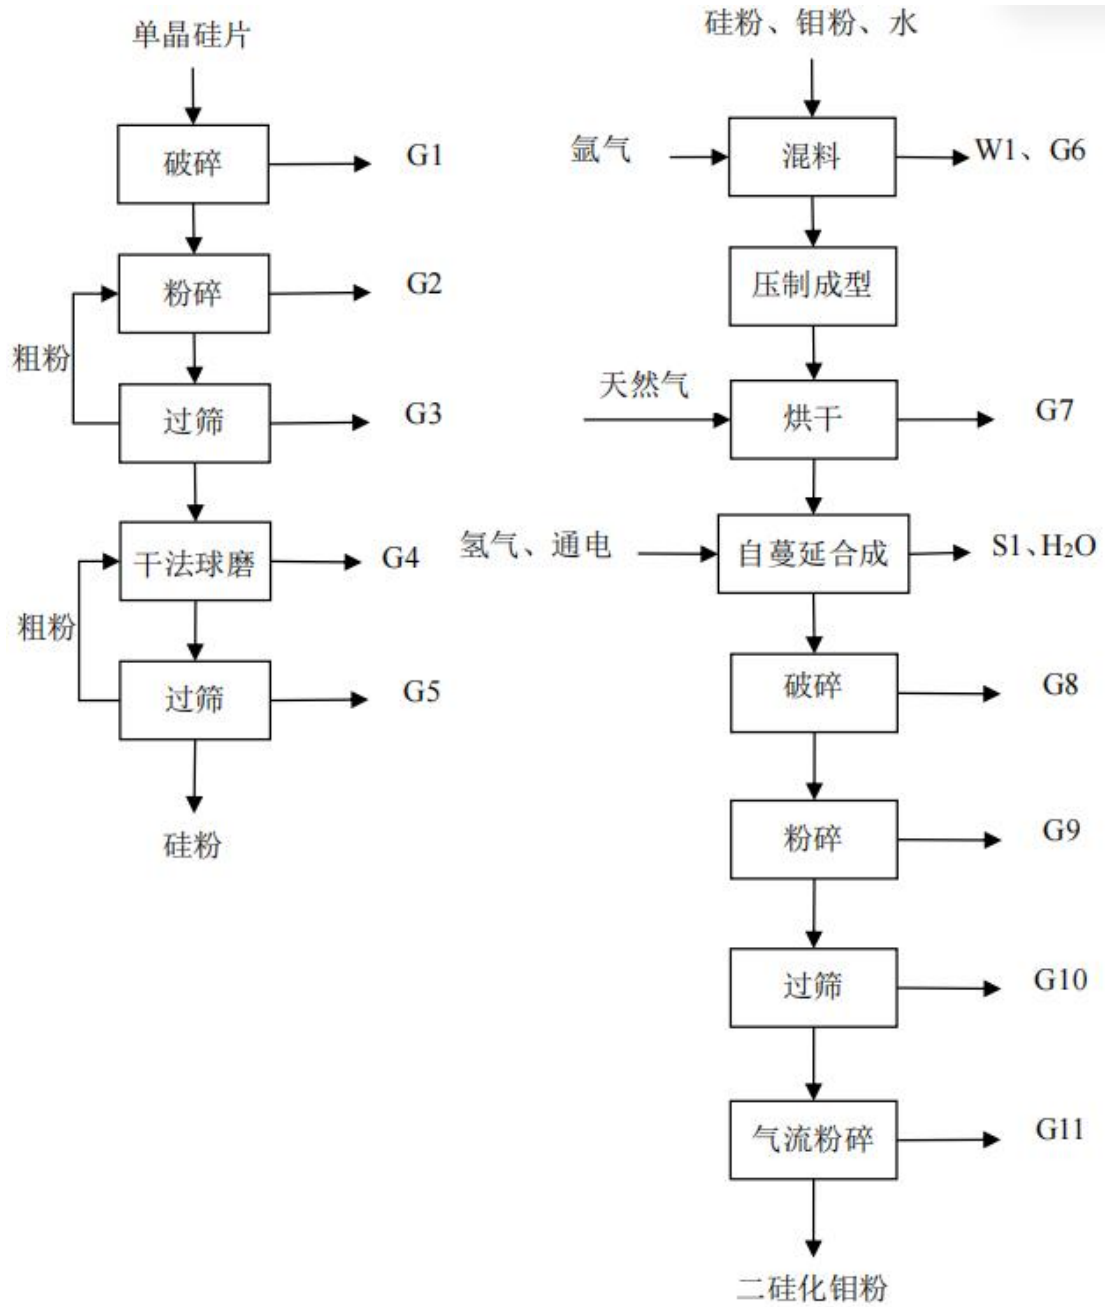 单晶硅片
破碎
G1
粉碎
G2
粗粉
过筛
G3
干法球磨
G4
粗粉
过筛
G5
硅粉
硅粉、钼粉、水
氩气
混料
W1、G6
压制成型
天然气
烘干
G7
氢气、通电
自蔓延合成
S1、H₂O
破碎
G8
粉碎
G9
过筛
G10
气流粉碎
G11
二硅化钼粉